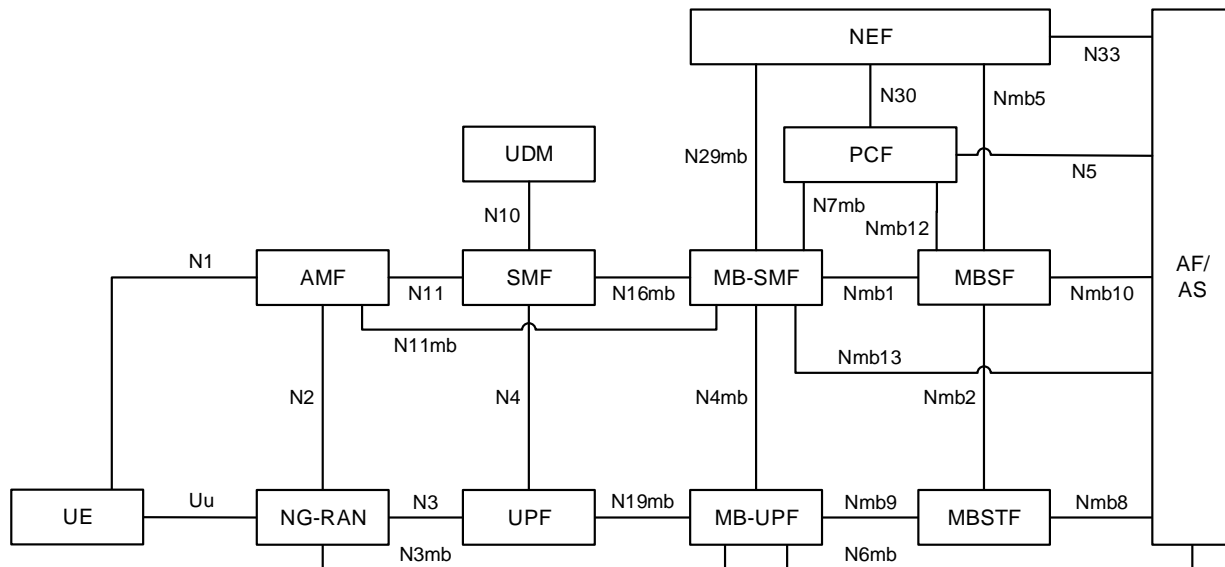 NEF
N33
N30
Nmb5
UDM
N29mb
PCF
N5
N10
N7mb
Nmb12
N1
AMF
N11
SMF
N16mb
MB-SMF
Nmb1
MBSF
Nmb10
AF/
AS
N11mb
Nmb13
N2
N4
N4mb
Nmb2
UE
Uu
NG-RAN
N3
UPF
N19mb
MB-UPF
Nmb9
MBSTF
Nmb8
N3mb
N6mb